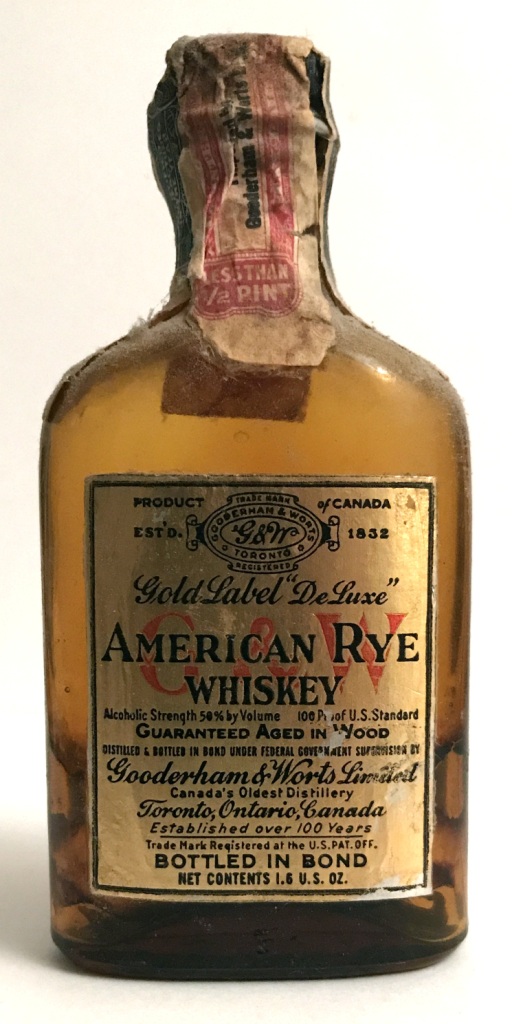 Gooderham & Worts
LESS THAN
1/2 PINT
PRODUCT of CANADA
TRADE MARK
GOODERHAM & WORTS
EST'D. G&W 1832
TORONTO
REGISTERED
Gold Label "De Luxe"
G&W
AMERICAN RYE
WHISKEY
Alcoholic Strength 50% by Volume 100 Proof U.S. Standard
GUARANTEED AGED IN WOOD
DISTILLED & BOTTLED IN BOND UNDER FEDERAL GOVERNMENT SUPERVISION BY
Gooderham & Worts Limited
Canada's Oldest Distillery
Toronto, Ontario, Canada
Established over 100 Years
Trade Mark Registered at the U.S. PAT. OFF.
BOTTLED IN BOND
NET CONTENTS 1.6 U.S. OZ.